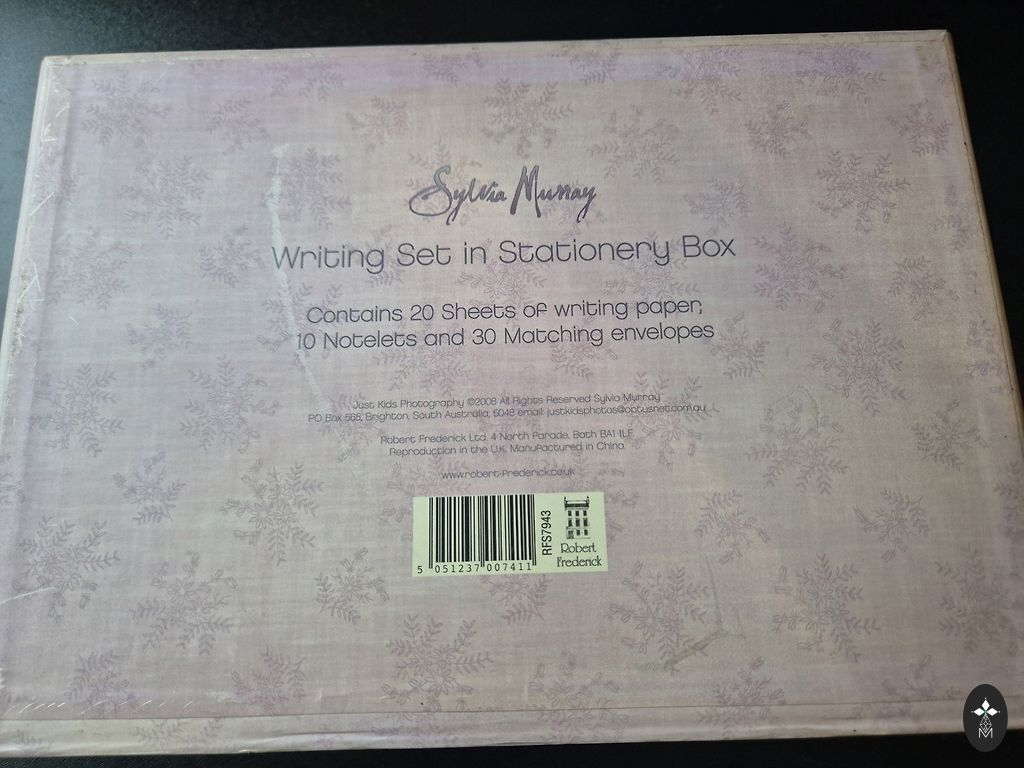 Sylvia Murray
Writing Set in Stationery Box
Contains 20 Sheets of writing paper,
10 Notelets and 30 Matching envelopes
Just Kids Photography ©2008 All Rights Reserved Sylvia Murray
PO Box 565, Brighton, South Australia, 5048 email: justkidsphotos@optusnet.com.au
Robert Frederick Ltd. 4 North Parade, Bath BA1 1LF.
Reproduction in the U.K. Manufactured in China.
www.robert-frederick.co.uk
5 051237 007411
RFS7943
Robert
Frederick
M